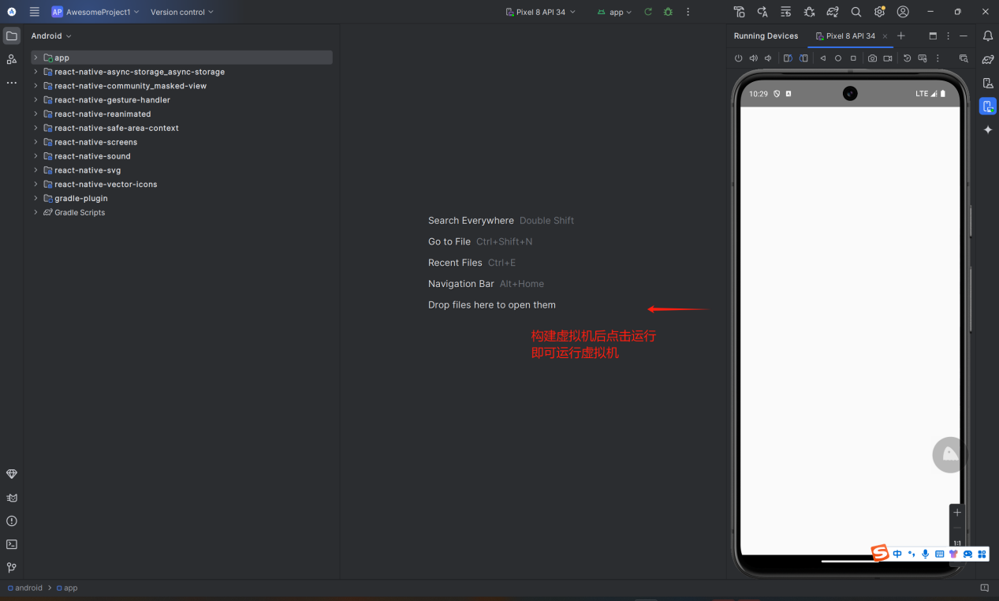 AP AwesomeProject1 Version control Pixel 8 API 34 app
Android
Running Devices Pixel 8 API 34
app
react-native-async-storage_async-storage
react-native-community_masked-view
react-native-gesture-handler
react-native-reanimated
react-native-safe-area-context
react-native-screens
react-native-sound
react-native-svg
react-native-vector-icons
gradle-plugin
Gradle Scripts
Search Everywhere Double Shift
Go to File Ctrl+Shift+N
Recent Files Ctrl+E
Navigation Bar Alt+Home
Drop files here to open them
构建虚拟机后点击运行
即可运行虚拟机
10:29 LTE
1:1
S 中
android > app